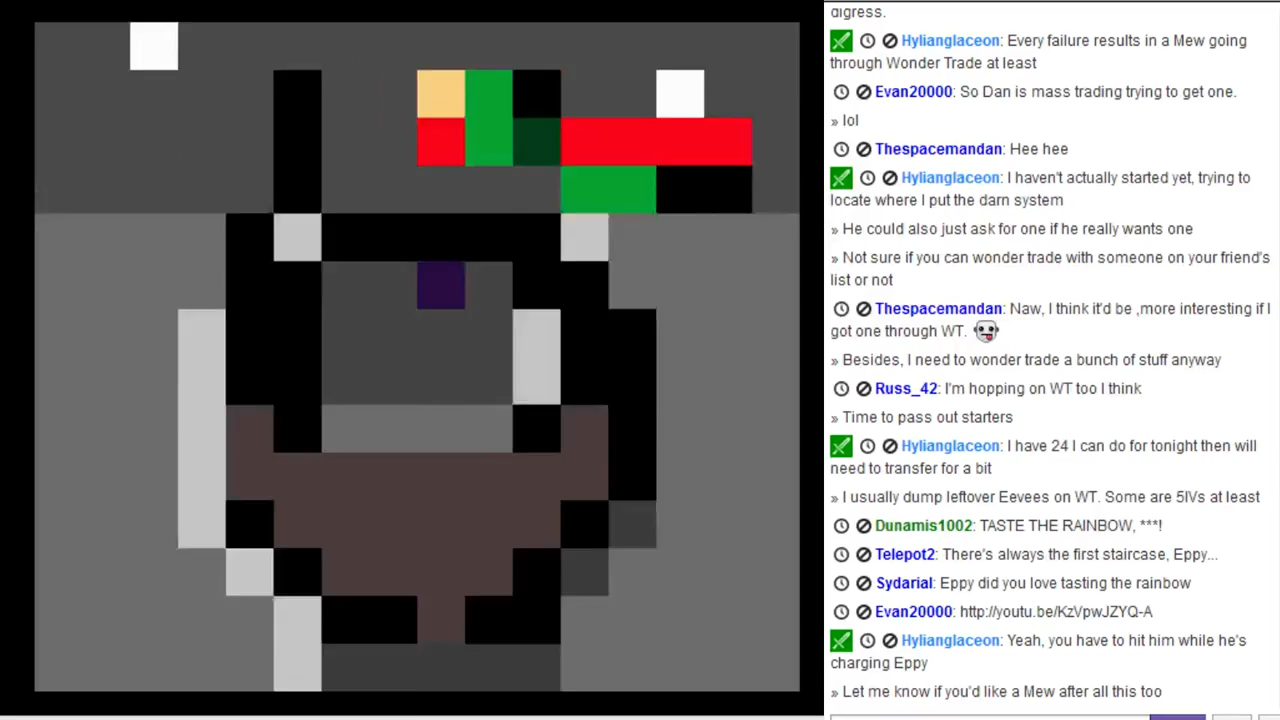 digress.
Hylianglaceon: Every failure results in a Mew going
through Wonder Trade at least
Evan20000: So Dan is mass trading trying to get one.
» lol
Thespacemandan: Hee hee
Hylianglaceon: I haven't actually started yet, trying to
locate where I put the darn system
» He could also just ask for one if he really wants one
» Not sure if you can wonder trade with someone on your friend's
list or not
Thespacemandan: Naw, I think it'd be ,more interesting if I
got one through WT.
» Besides, I need to wonder trade a bunch of stuff anyway
Russ_42: I'm hopping on WT too I think
» Time to pass out starters
Hylianglaceon: I have 24 I can do for tonight then will
need to transfer for a bit
» I usually dump leftover Eevees on WT. Some are 5IVs at least
Dunamis1002: TASTE THE RAINBOW, ***!
Telepot2: There's always the first staircase, Eppy...
Sydarial: Eppy did you love tasting the rainbow
Evan20000: http://youtu.be/KzVpwJZYQ-A
Hylianglaceon: Yeah, you have to hit him while he's
charging Eppy
» Let me know if you'd like a Mew after all this too